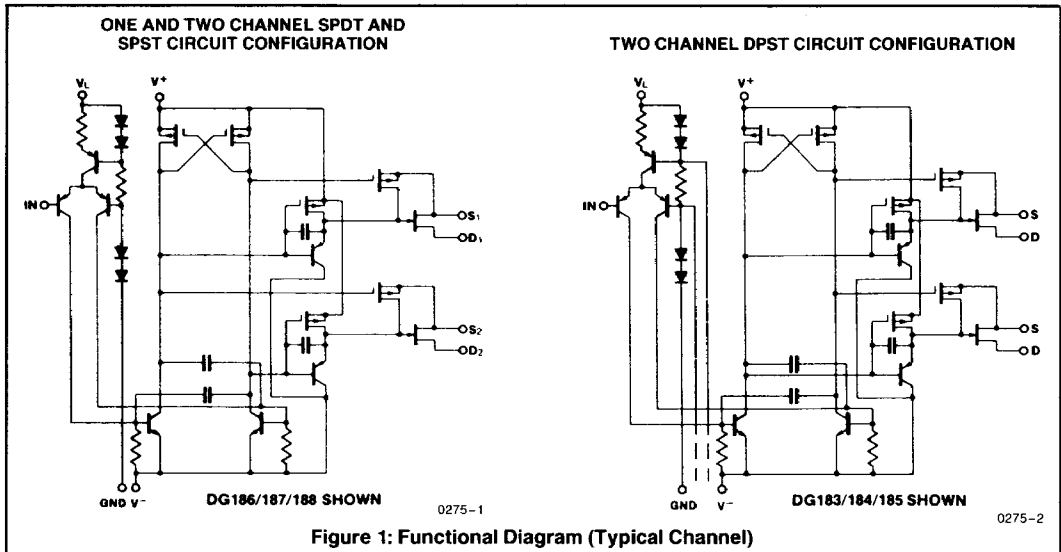 ONE AND TWO CHANNEL SPDT AND
SPST CIRCUIT CONFIGURATION
VL
V+
IN
S1
D1
S2
D2
GND V−
DG186/187/188 SHOWN
0275-1
TWO CHANNEL DPST CIRCUIT CONFIGURATION
VL
V+
IN
S
D
S
D
GND
V−
DG183/184/185 SHOWN
0275-2
Figure 1: Functional Diagram (Typical Channel)